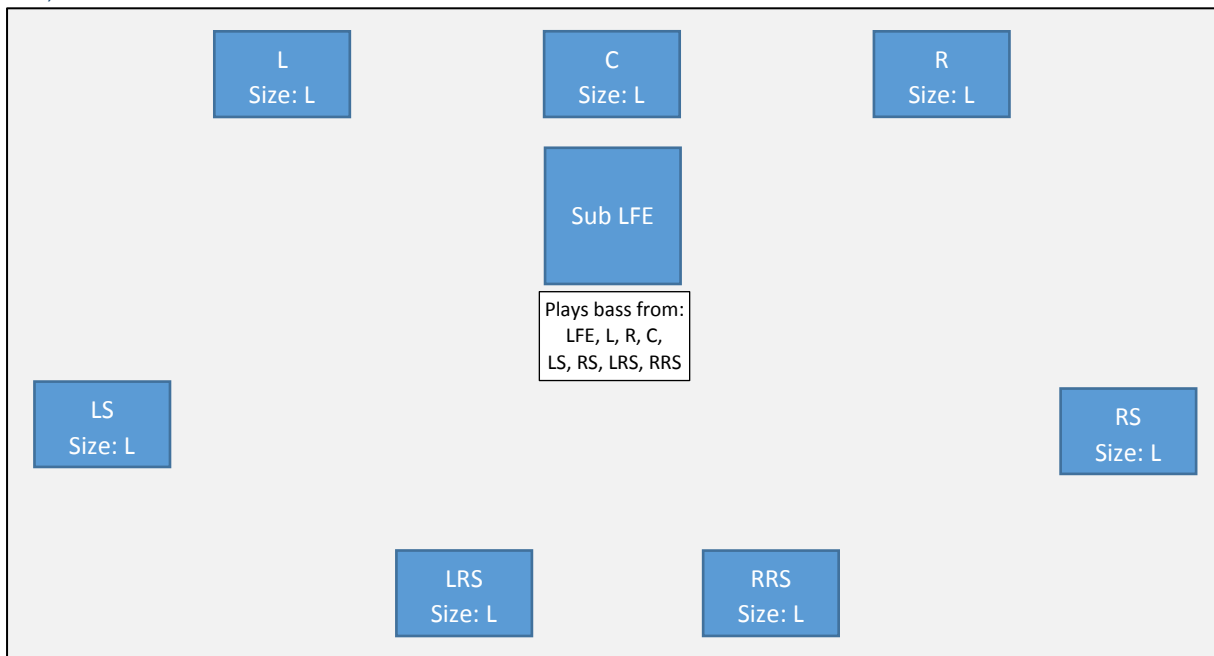 L
Size: L
C
Size: L
R
Size: L
Sub LFE
Plays bass from:
LFE, L, R, C,
LS, RS, LRS, RRS
LS
Size: L
RS
Size: L
LRS
Size: L
RRS
Size: L